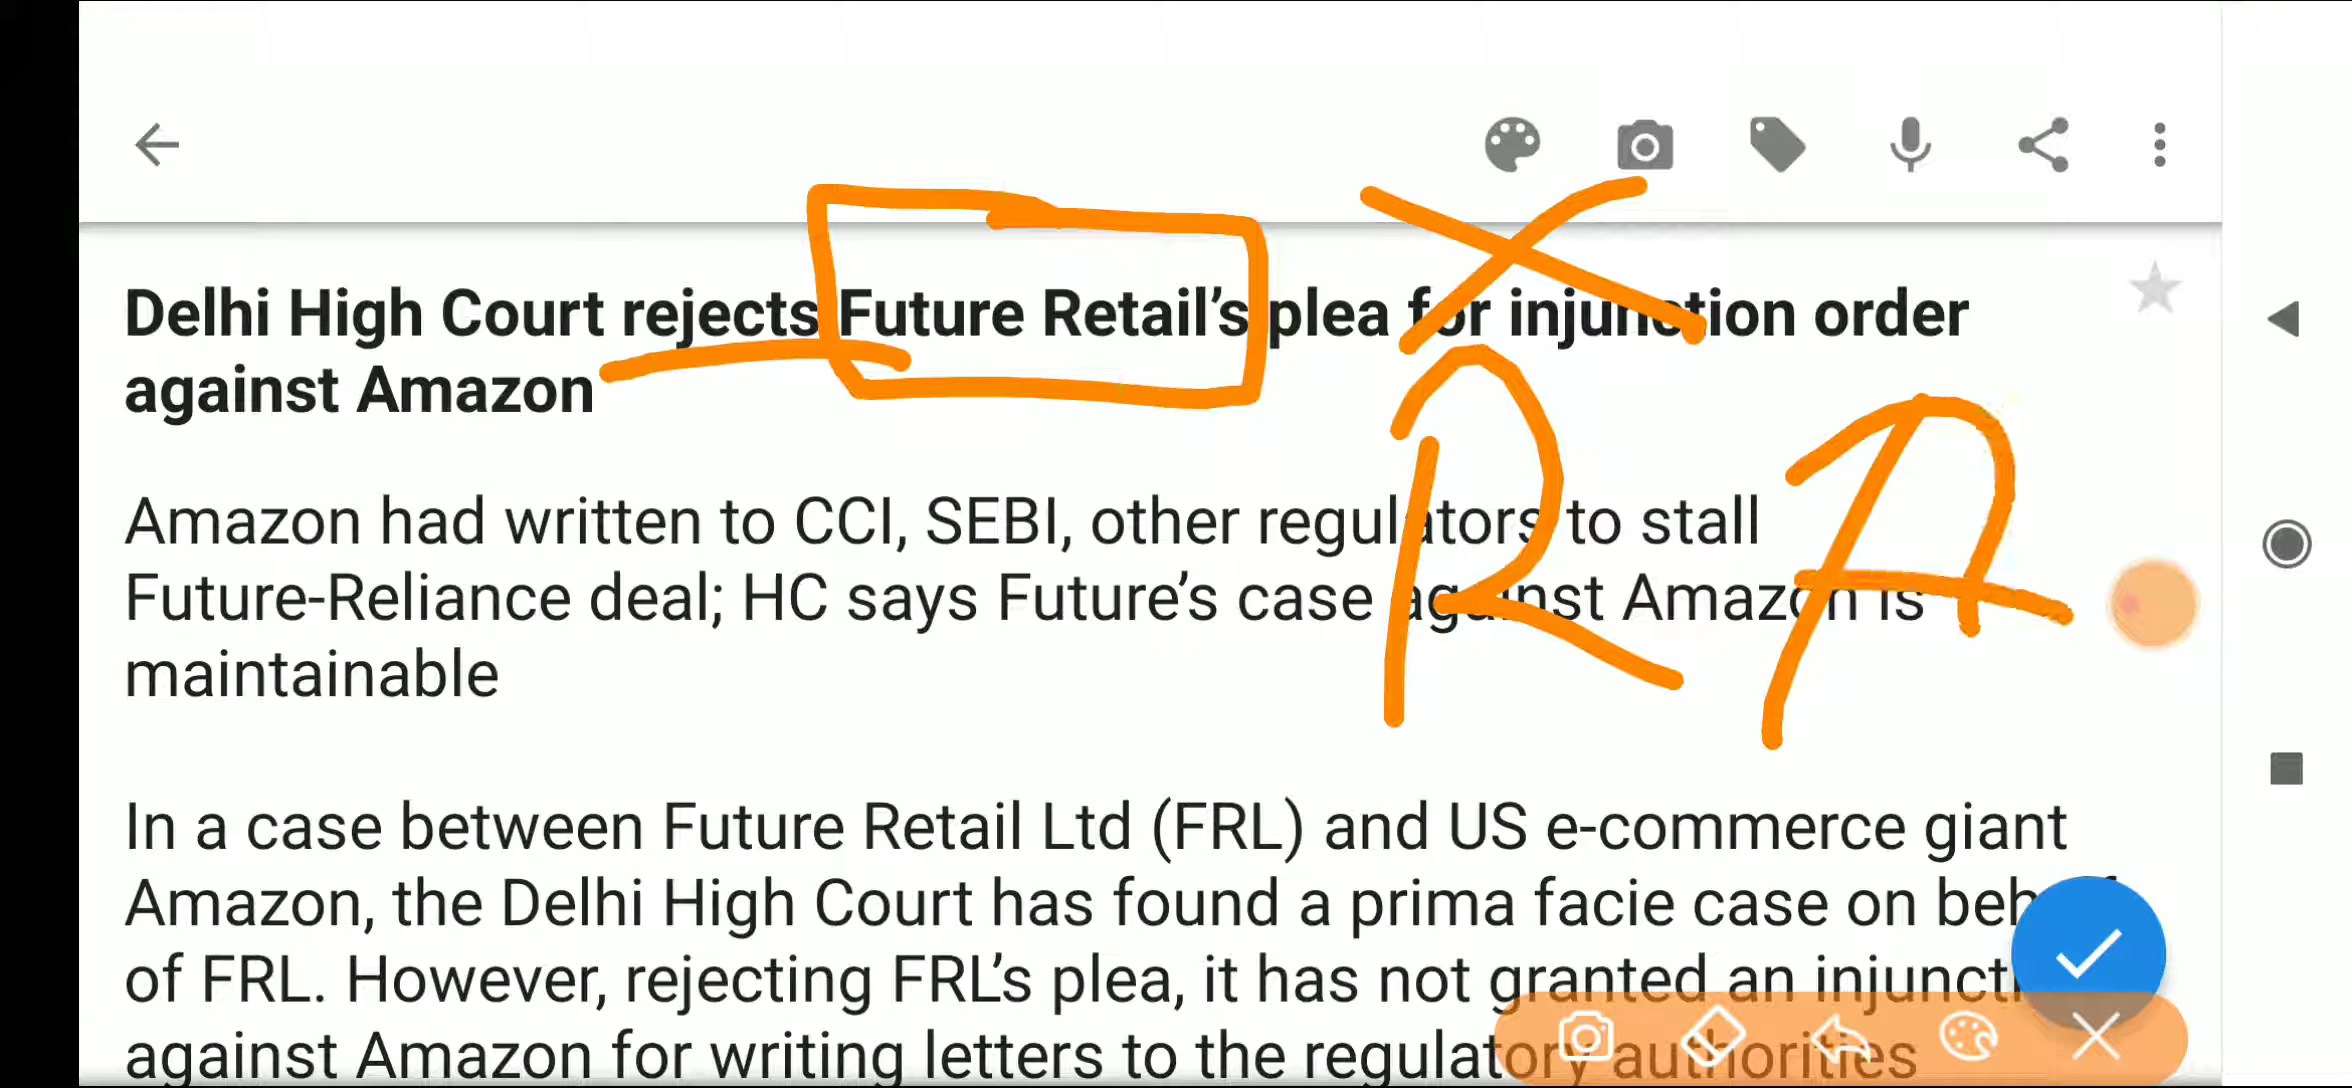 Delhi High Court rejects Future Retail's plea for injunction order
against Amazon
Amazon had written to CCI, SEBI, other regulators to stall
Future-Reliance deal; HC says Future's case against Amazon is
maintainable
R A
In a case between Future Retail Ltd (FRL) and US e-commerce giant
Amazon, the Delhi High Court has found a prima facie case on behalf
of FRL. However, rejecting FRL's plea, it has not granted an
against Amazon for writing letters to the regulatory authorities